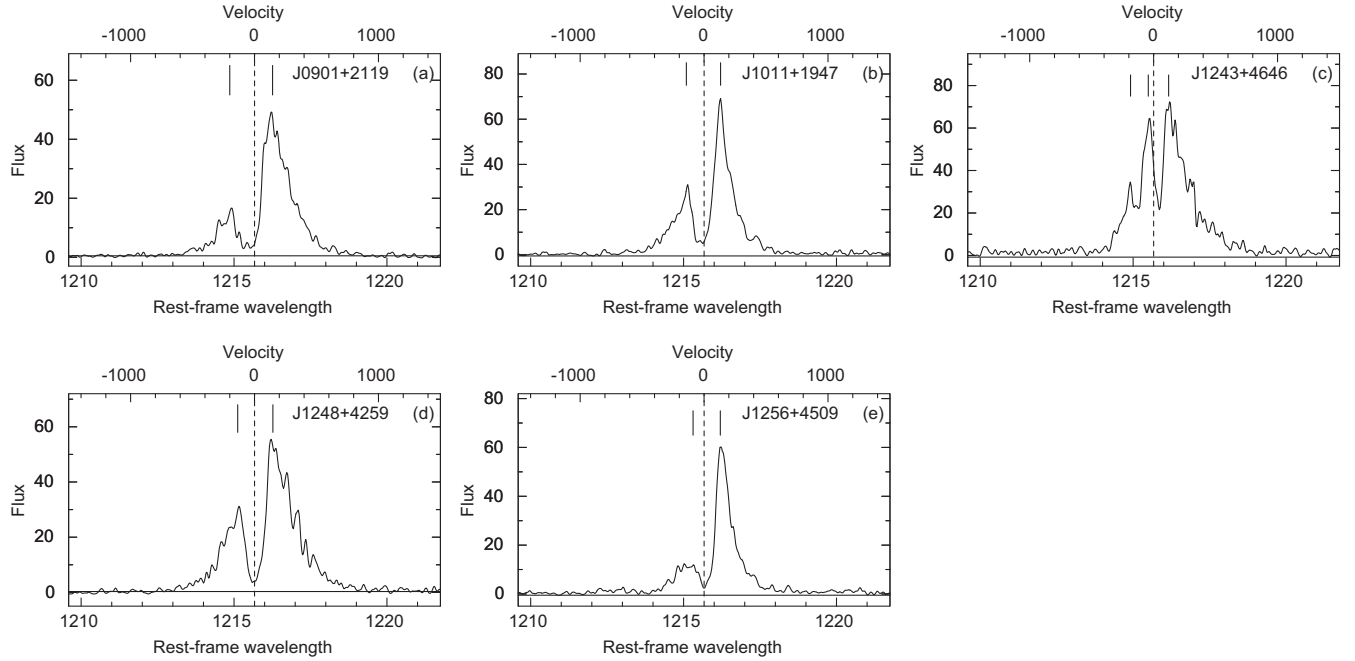 Velocity
-1000 0 1000
J0901+2119 (a)
Flux
60
40
20
0
1210 1215 1220
Rest-frame wavelength
Velocity
-1000 0 1000
J1011+1947 (b)
Flux
80
60
40
20
0
1210 1215 1220
Rest-frame wavelength
Velocity
-1000 0 1000
J1243+4646 (c)
Flux
80
60
40
20
0
1210 1215 1220
Rest-frame wavelength
Velocity
-1000 0 1000
J1248+4259 (d)
Flux
60
40
20
0
1210 1215 1220
Rest-frame wavelength
Velocity
-1000 0 1000
J1256+4509 (e)
Flux
80
60
40
20
0
1210 1215 1220
Rest-frame wavelength